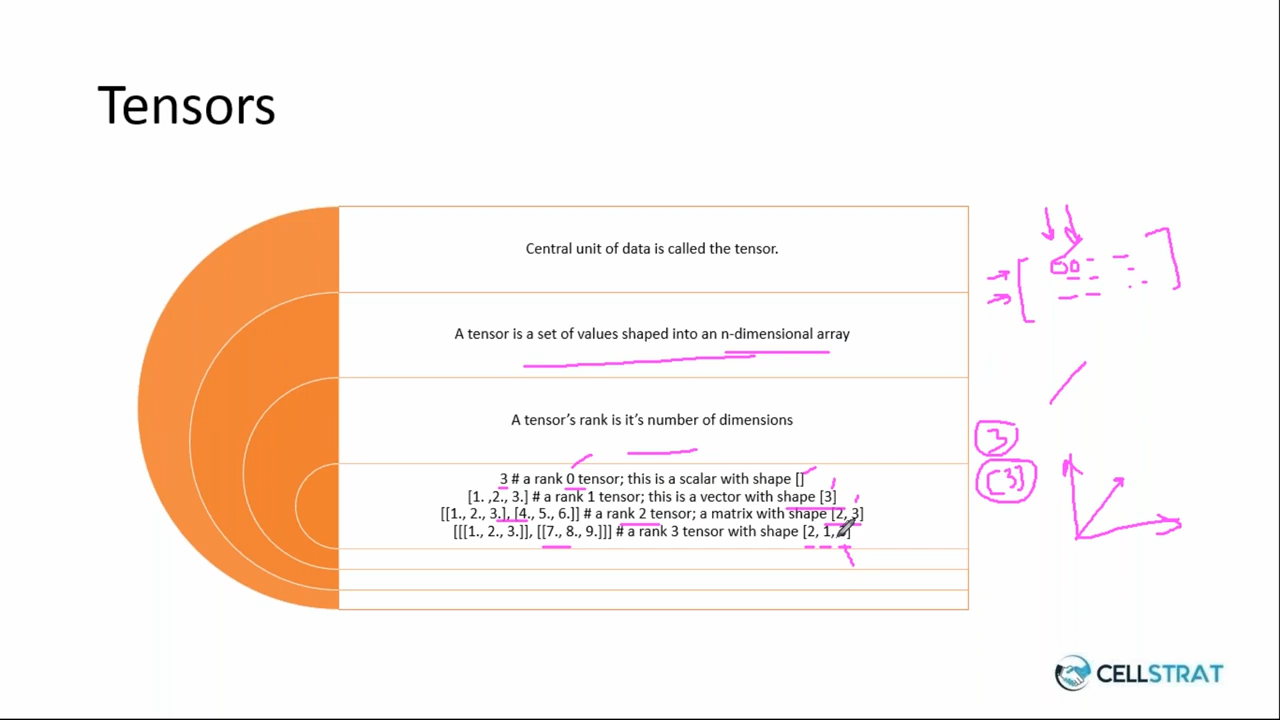 Tensors
Central unit of data is called the tensor.
A tensor is a set of values shaped into an n-dimensional array
A tensor's rank is it's number of dimensions
3 # a rank 0 tensor; this is a scalar with shape []
[1. ,2., 3.] # a rank 1 tensor; this is a vector with shape [3]
[[1., 2., 3.], [4., 5., 6.]] # a rank 2 tensor; a matrix with shape [2, 3]
[[[1., 2., 3.]], [[7., 8., 9.]]] # a rank 3 tensor with shape [2, 1, ]
3
[3]
CELLSTRAT